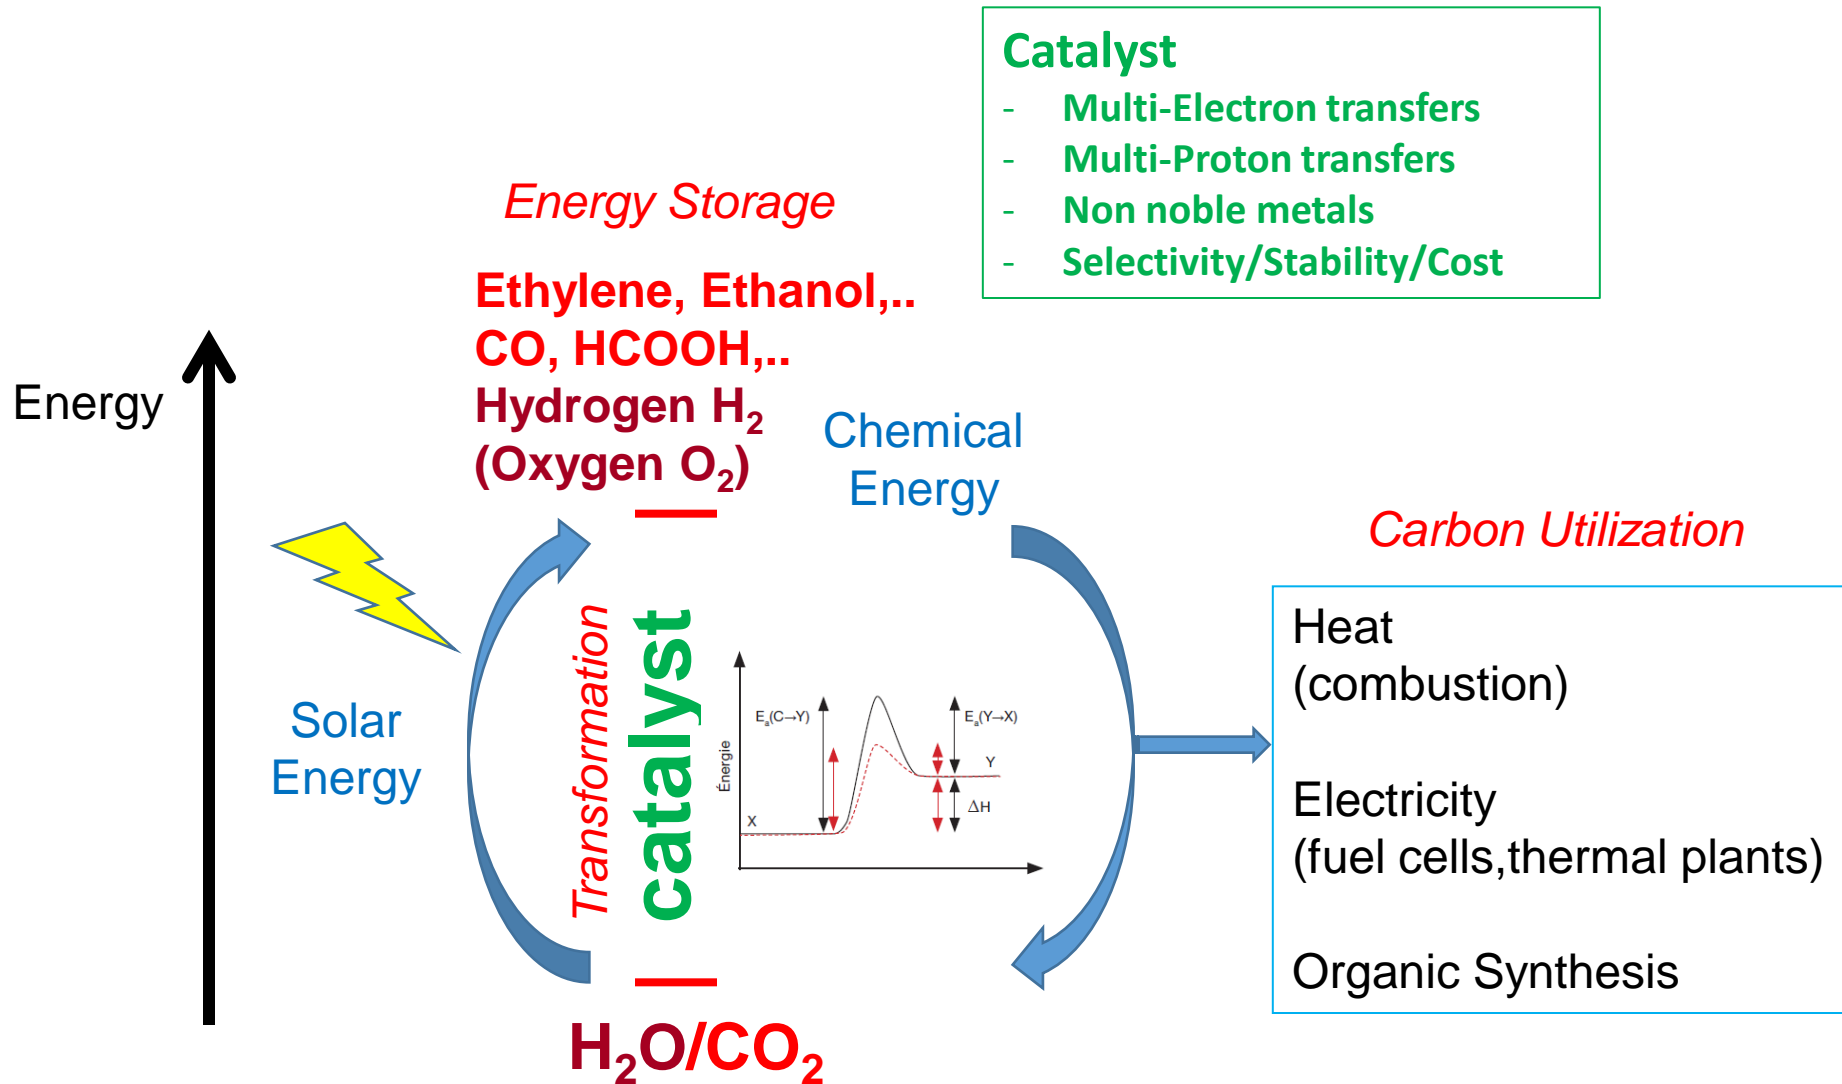 Catalyst
- Multi-Electron transfers
- Multi-Proton transfers
- Non noble metals
- Selectivity/Stability/Cost
Energy Storage
Ethylene, Ethanol,..
CO, HCOOH,..
Hydrogen H₂
(Oxygen O₂)
Energy
Chemical
Energy
Solar
Energy
Transformation
catalyst
Énergie
Eₐ(C→Y)
Eₐ(Y→X)
Y
X
ΔH
H₂O/CO₂
Carbon Utilization
Heat
(combustion)
Electricity
(fuel cells,thermal plants)
Organic Synthesis